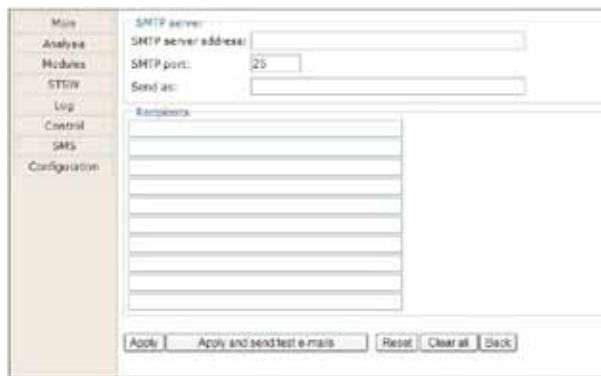 Main
Analysis
Modules
STSW
Log
Control
SMS
Configuration
SMTP server
SMTP server address:
SMTP port: 25
Send as:
Recipients
Apply Apply and send test e-mails Reset Clear all Back